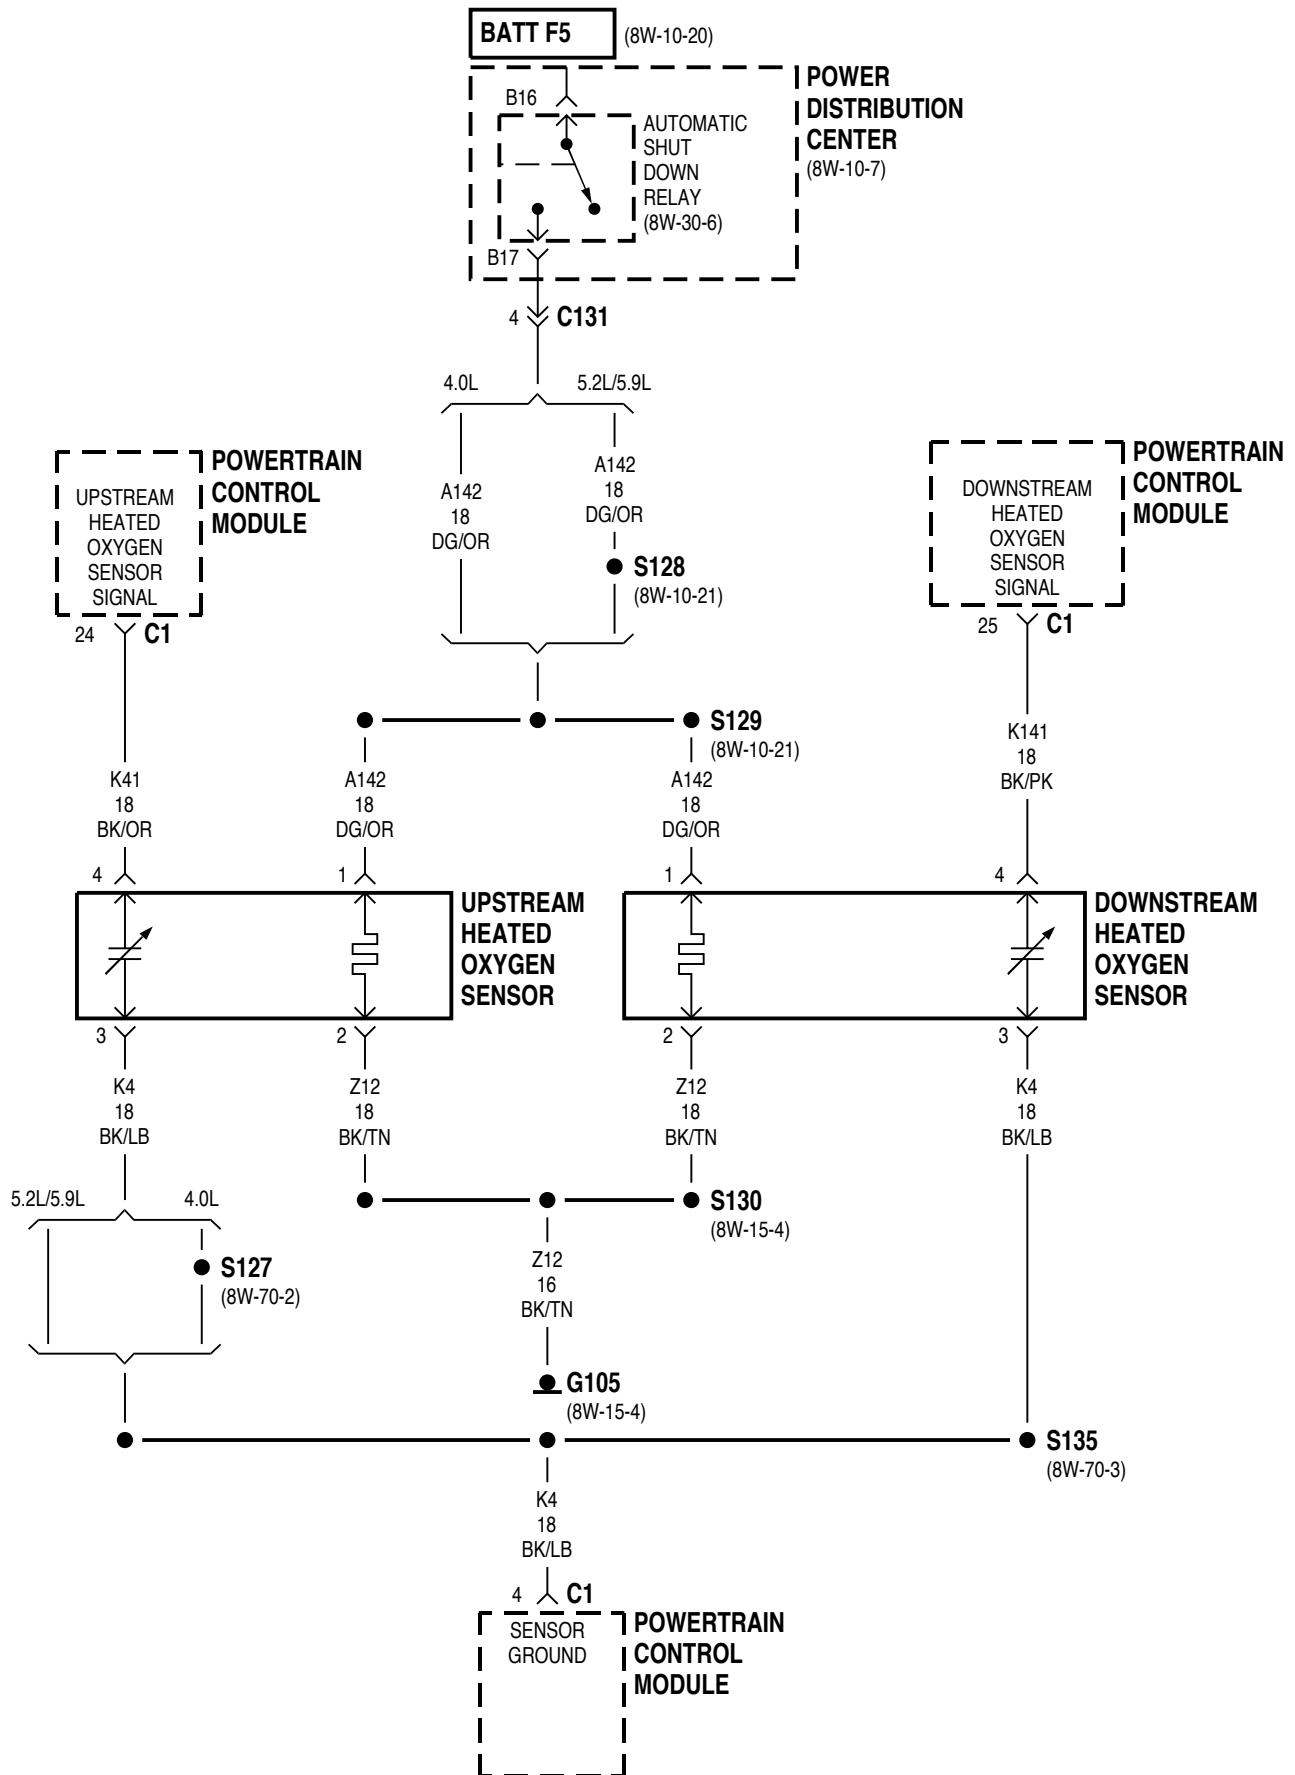 BATT F5
(8W-10-20)
POWER
DISTRIBUTION
CENTER
(8W-10-7)
B16
AUTOMATIC
SHUT
DOWN
RELAY
(8W-30-6)
B17
4
C131
4.0L
5.2L/5.9L
A142
18
DG/OR
A142
18
DG/OR
S128
(8W-10-21)
POWERTRAIN
CONTROL
MODULE
UPSTREAM
HEATED
OXYGEN
SENSOR
SIGNAL
24
C1
POWERTRAIN
CONTROL
MODULE
DOWNSTREAM
HEATED
OXYGEN
SENSOR
SIGNAL
25
C1
S129
(8W-10-21)
K41
18
BK/OR
A142
18
DG/OR
A142
18
DG/OR
K141
18
BK/PK
4
1
1
4
UPSTREAM
HEATED
OXYGEN
SENSOR
DOWNSTREAM
HEATED
OXYGEN
SENSOR
3
2
2
3
K4
18
BK/LB
Z12
18
BK/TN
Z12
18
BK/TN
K4
18
BK/LB
5.2L/5.9L
4.0L
S127
(8W-70-2)
S130
(8W-15-4)
Z12
16
BK/TN
G105
(8W-15-4)
S135
(8W-70-3)
K4
18
BK/LB
4
C1
SENSOR
GROUND
POWERTRAIN
CONTROL
MODULE